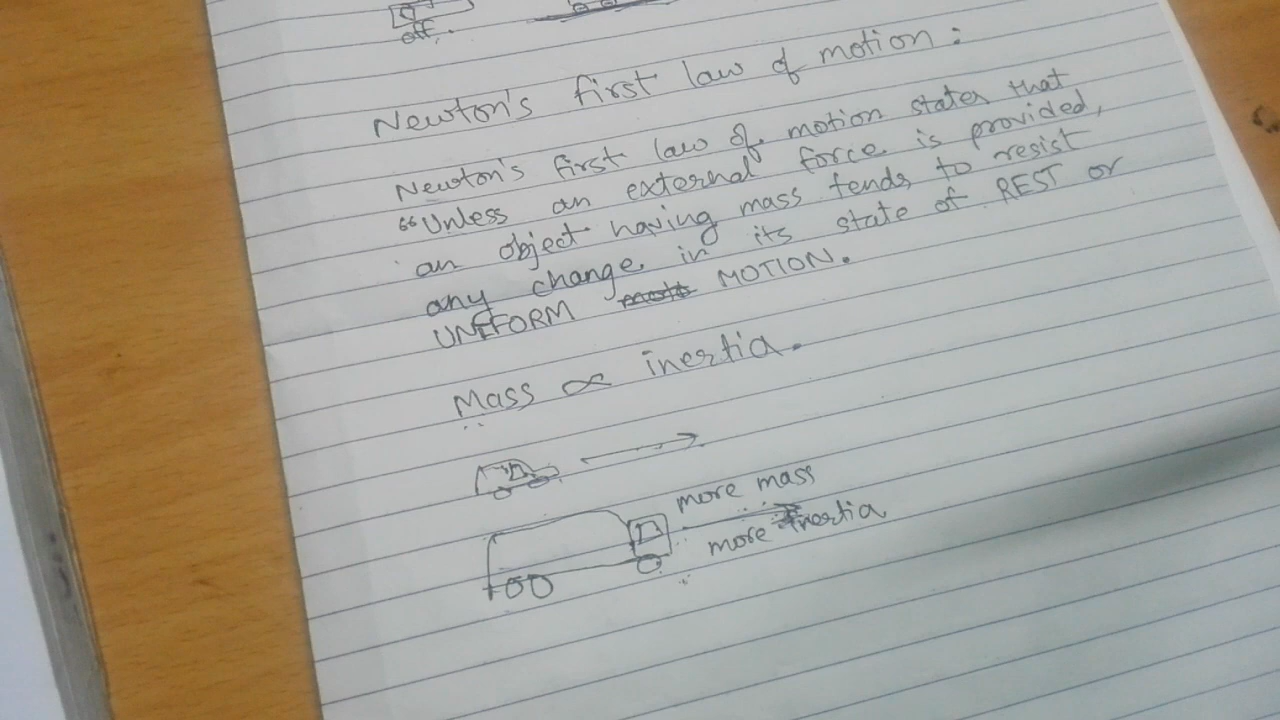 off.
Newton's first law of motion:
Newton's first law of motion states that
“Unless an external force is provided,
an object having mass tends to resist
any change in its state of REST or
UNIFORM MOTION.
Mass ∝ inertia.
more mass
more inertia